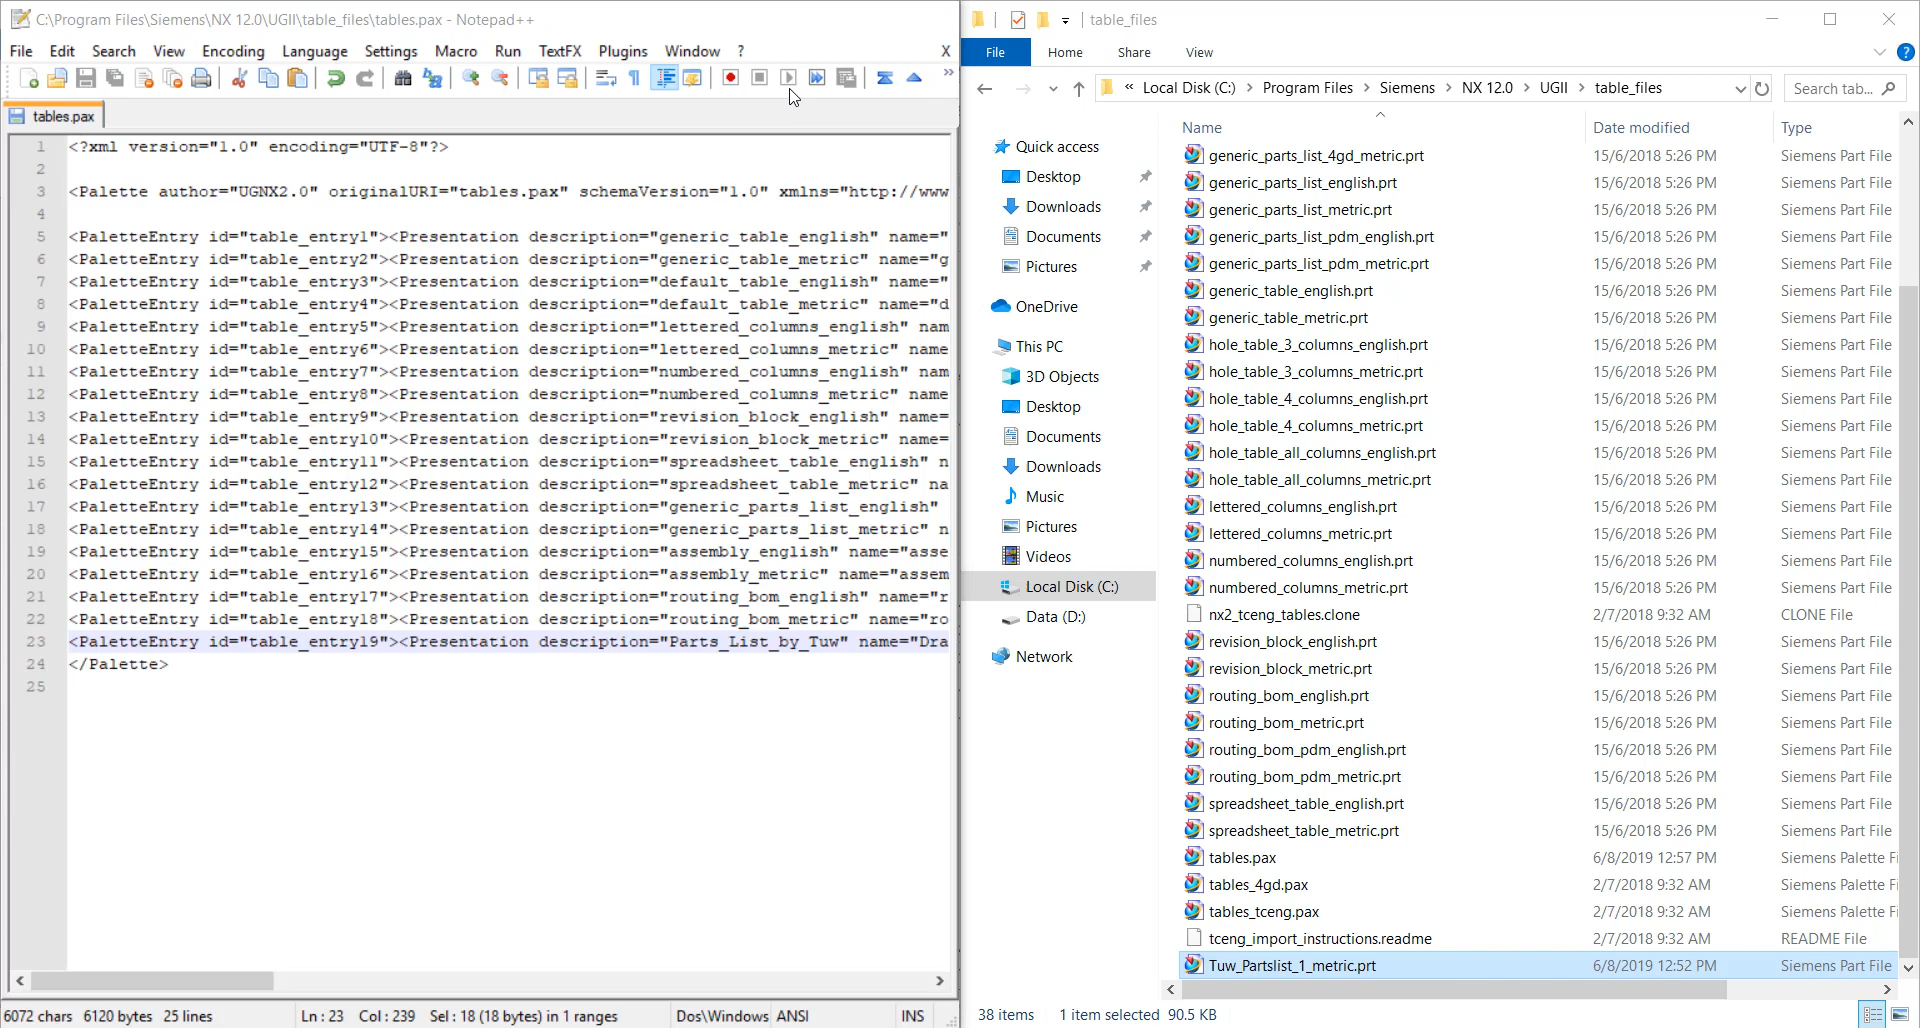 C:\Program Files\Siemens\NX 12.0\UGII\table_files\tables.pax - Notepad++
File Edit Search View Encoding Language Settings Macro Run TextFX Plugins Window ? X
tables.pax
1 <?xml version="1.0" encoding="UTF-8"?>
2
3 <Palette author="UGNX2.0" originalURI="tables.pax" schemaVersion="1.0" xmlns="http://www
4
5 <PaletteEntry id="table_entry1"><Presentation description="generic_table_english" name="
6 <PaletteEntry id="table_entry2"><Presentation description="generic_table_metric" name="g
7 <PaletteEntry id="table_entry3"><Presentation description="default_table_english" name="
8 <PaletteEntry id="table_entry4"><Presentation description="default_table_metric" name="d
9 <PaletteEntry id="table_entry5"><Presentation description="lettered_columns_english" nam
10 <PaletteEntry id="table_entry6"><Presentation description="lettered_columns_metric" name
11 <PaletteEntry id="table_entry7"><Presentation description="numbered_columns_english" nam
12 <PaletteEntry id="table_entry8"><Presentation description="numbered_columns_metric" name
13 <PaletteEntry id="table_entry9"><Presentation description="revision_block_english" name=
14 <PaletteEntry id="table_entry10"><Presentation description="revision_block_metric" name=
15 <PaletteEntry id="table_entry11"><Presentation description="spreadsheet_table_english" n
16 <PaletteEntry id="table_entry12"><Presentation description="spreadsheet_table_metric" na
17 <PaletteEntry id="table_entry13"><Presentation description="generic_parts_list_english"
18 <PaletteEntry id="table_entry14"><Presentation description="generic_parts_list_metric" n
19 <PaletteEntry id="table_entry15"><Presentation description="assembly_english" name="asse
20 <PaletteEntry id="table_entry16"><Presentation description="assembly_metric" name="assem
21 <PaletteEntry id="table_entry17"><Presentation description="routing_bom_english" name="r
22 <PaletteEntry id="table_entry18"><Presentation description="routing_bom_metric" name="ro
23 <PaletteEntry id="table_entry19"><Presentation description="Parts_List_by_Tuw" name="Dra
24 </Palette>
25
6072 chars 6120 bytes 25 lines Ln : 23 Col : 239 Sel : 18 (18 bytes) in 1 ranges Dos\Windows ANSI INS
table_files
File Home Share View
« Local Disk (C:) > Program Files > Siemens > NX 12.0 > UGII > table_files Search tab...
Quick access
Desktop
Downloads
Documents
Pictures
OneDrive
This PC
3D Objects
Desktop
Documents
Downloads
Music
Pictures
Videos
Local Disk (C:)
Data (D:)
Network
Name Date modified Type
generic_parts_list_4gd_metric.prt 15/6/2018 5:26 PM Siemens Part File
generic_parts_list_english.prt 15/6/2018 5:26 PM Siemens Part File
generic_parts_list_metric.prt 15/6/2018 5:26 PM Siemens Part File
generic_parts_list_pdm_english.prt 15/6/2018 5:26 PM Siemens Part File
generic_parts_list_pdm_metric.prt 15/6/2018 5:26 PM Siemens Part File
generic_table_english.prt 15/6/2018 5:26 PM Siemens Part File
generic_table_metric.prt 15/6/2018 5:26 PM Siemens Part File
hole_table_3_columns_english.prt 15/6/2018 5:26 PM Siemens Part File
hole_table_3_columns_metric.prt 15/6/2018 5:26 PM Siemens Part File
hole_table_4_columns_english.prt 15/6/2018 5:26 PM Siemens Part File
hole_table_4_columns_metric.prt 15/6/2018 5:26 PM Siemens Part File
hole_table_all_columns_english.prt 15/6/2018 5:26 PM Siemens Part File
hole_table_all_columns_metric.prt 15/6/2018 5:26 PM Siemens Part File
lettered_columns_english.prt 15/6/2018 5:26 PM Siemens Part File
lettered_columns_metric.prt 15/6/2018 5:26 PM Siemens Part File
numbered_columns_english.prt 15/6/2018 5:26 PM Siemens Part File
numbered_columns_metric.prt 15/6/2018 5:26 PM Siemens Part File
nx2_tceng_tables.clone 2/7/2018 9:32 AM CLONE File
revision_block_english.prt 15/6/2018 5:26 PM Siemens Part File
revision_block_metric.prt 15/6/2018 5:26 PM Siemens Part File
routing_bom_english.prt 15/6/2018 5:26 PM Siemens Part File
routing_bom_metric.prt 15/6/2018 5:26 PM Siemens Part File
routing_bom_pdm_english.prt 15/6/2018 5:26 PM Siemens Part File
routing_bom_pdm_metric.prt 15/6/2018 5:26 PM Siemens Part File
spreadsheet_table_english.prt 15/6/2018 5:26 PM Siemens Part File
spreadsheet_table_metric.prt 15/6/2018 5:26 PM Siemens Part File
tables.pax 6/8/2019 12:57 PM Siemens Palette Fi
tables_4gd.pax 2/7/2018 9:32 AM Siemens Palette Fi
tables_tceng.pax 2/7/2018 9:32 AM Siemens Palette Fi
tceng_import_instructions.readme 2/7/2018 9:32 AM README File
Tuw_Partslist_1_metric.prt 6/8/2019 12:52 PM Siemens Part File
38 items 1 item selected 90.5 KB